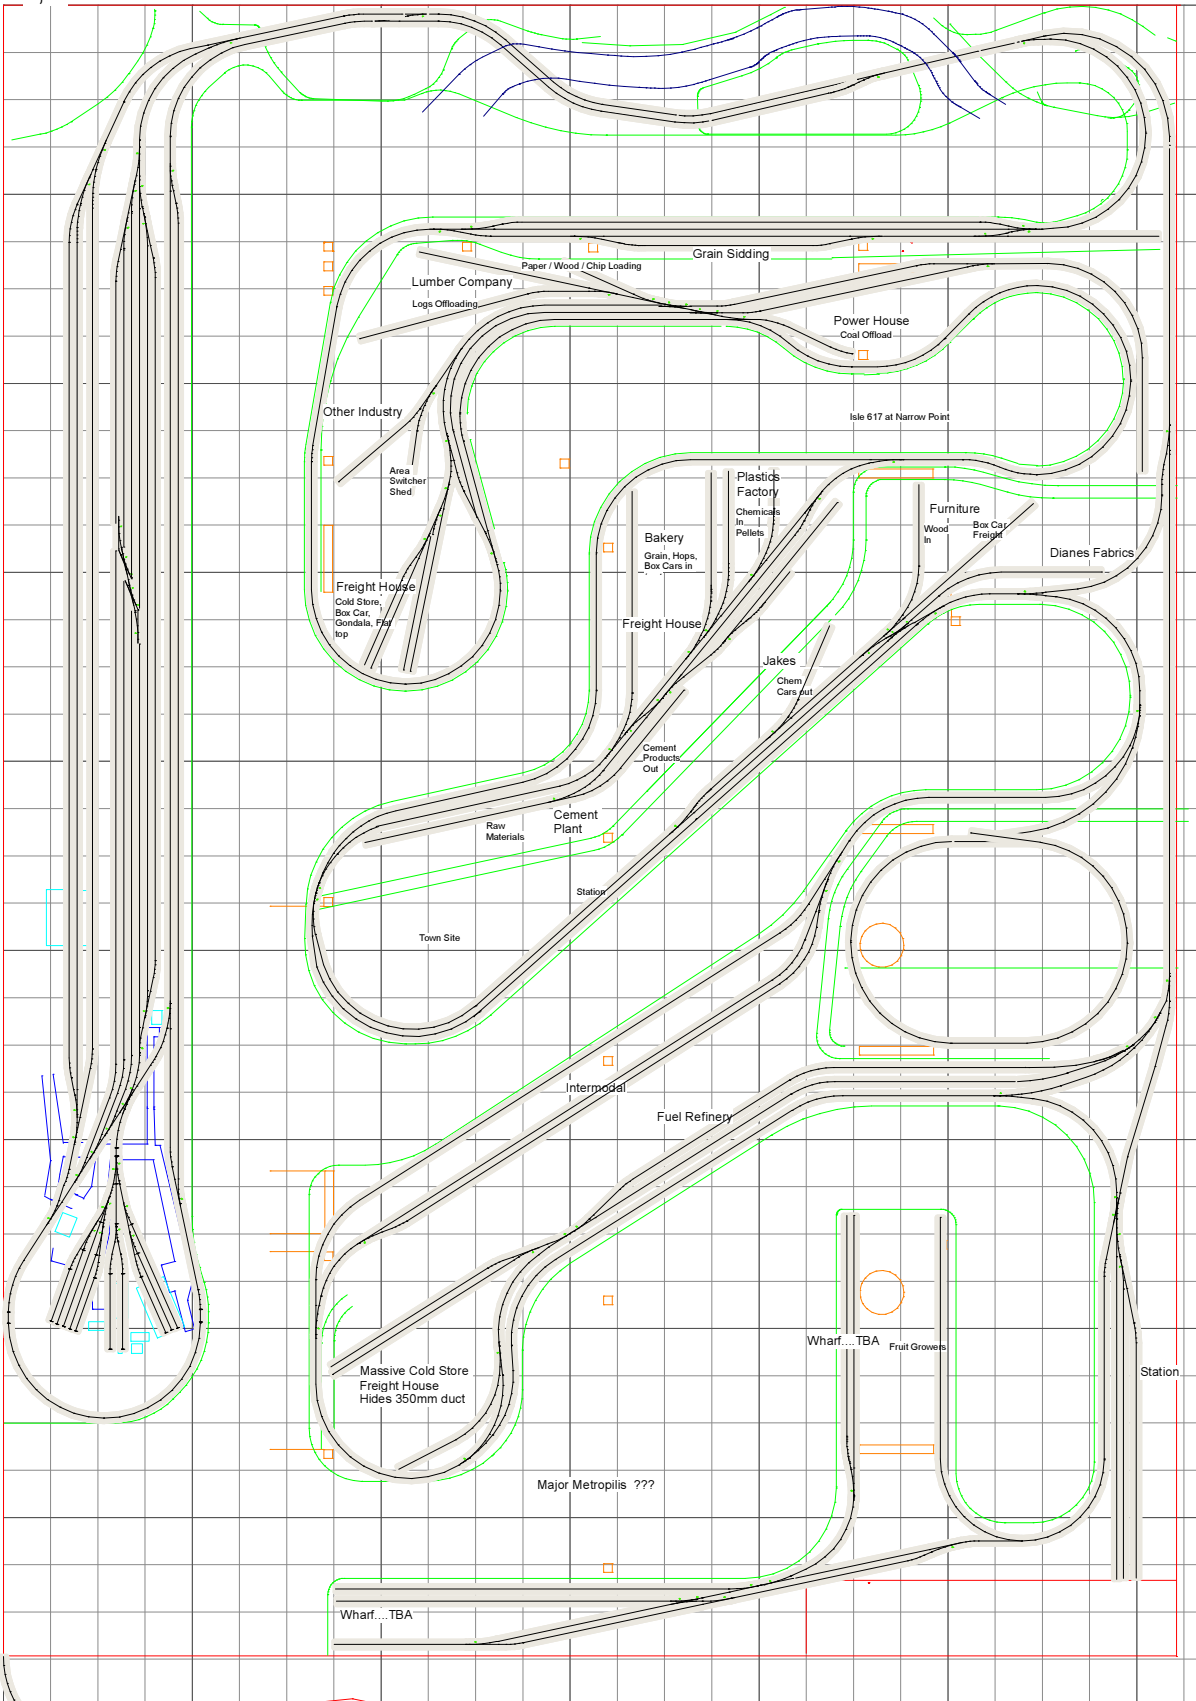 Grain Sidding
Paper / Wood / Chip Loading
Lumber Company
Logs Offloading
Power House
Coal Offload
Other Industry
Isle 617 at Narrow Point
Area
Switcher
Shed
Plastics
Factory
Chemicals
In
Pellets
Furniture
Wood
In
Box Car
Freight
Bakery
Grain, Hops,
Box Cars in
Dianes Fabrics
Freight House
Cold Store,
Box Car,
Gondala, Flat
top
Freight House
Jakes
Chem
Cars out
Cement
Products
Out
Cement
Plant
Raw
Materials
Station
Town Site
Intermodal
Fuel Refinery
Wharf....TBA
Fruit Growers
Massive Cold Store
Freight House
Hides 350mm duct
Station
Major Metropilis ???
Wharf....TBA